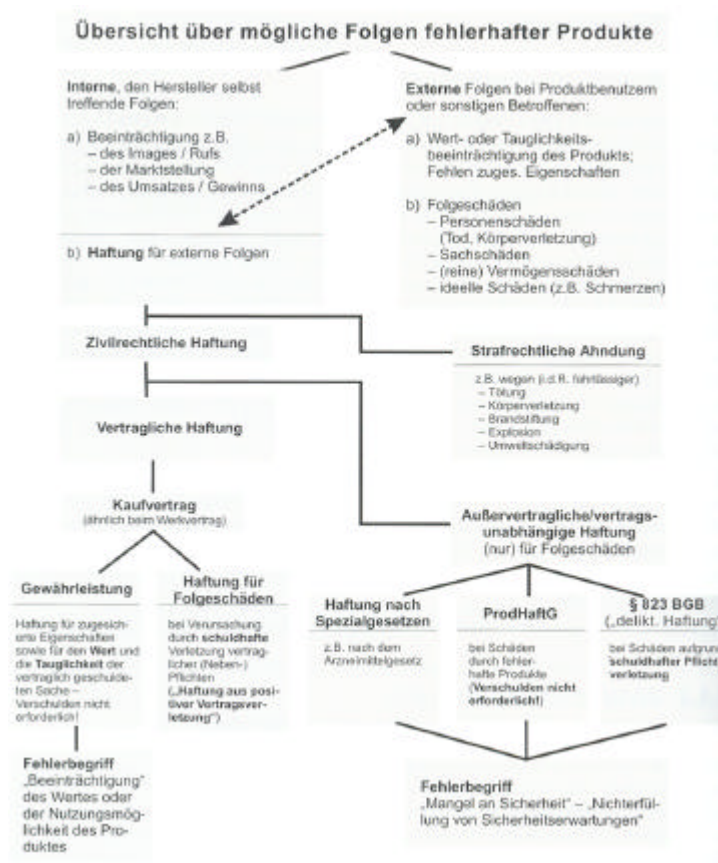 Übersicht über mögliche Folgen fehlerhafter Produkte
Interne, den Hersteller selbst
treffende Folgen:
a) Beeinträchtigung z.B.
– des Images / Rufs
– der Marktstellung
– des Umsatzes / Gewinns
b) Haftung für externe Folgen
Externe Folgen bei Produktbenutzern
oder sonstigen Betroffenen:
a) Wert- oder Tauglichkeits-
beeinträchtigung des Produkts;
Fehlen zuges. Eigenschaften
b) Folgeschäden
– Personenschäden
(Tod, Körperverletzung)
– Sachschäden
– (reine) Vermögensschäden
– ideelle Schäden (z.B. Schmerzen)
Zivilrechtliche Haftung
Strafrechtliche Ahndung
z.B. wegen (i.d.R. fahrlässiger)
– Tötung
– Körperverletzung
– Brandstiftung
– Explosion
– Umweltschädigung
Vertragliche Haftung
Kaufvertrag
(ähnlich beim Werkvertrag)
Außervertragliche/vertrags-
unabhängige Haftung
(nur) für Folgeschäden
Gewährleistung
Haftung für zugesich-
erte Eigenschaften
sowie für den Wert und
die Tauglichkeit der
vertraglich geschulde-
ten Sache –
Verschulden nicht
erforderlich!
Haftung für
Folgeschäden
bei Verursachung
durch schuldhafte
Verletzung vertrag-
licher (Neben-)
Pflichten
(„Haftung aus posi-
tiver Vertragsver-
letzung“)
Haftung nach
Spezialgesetzen
z.B. nach dem
Arzneimittelgesetz
ProdHaftG
bei Schäden
durch fehler-
hafte Produkte
(Verschulden nicht
erforderlich!)
§ 823 BGB
(„delikt. Haftung“
bei Schäden aufgrun
schuldhafter Pflicht
verletzung
Fehlerbegriff
„Beeinträchtigung“
des Wertes oder
der Nutzungsmög-
lichkeit des Pro-
duktes
Fehlerbegriff
„Mangel an Sicherheit“ – „Nichterfül-
lung von Sicherheitserwartungen“